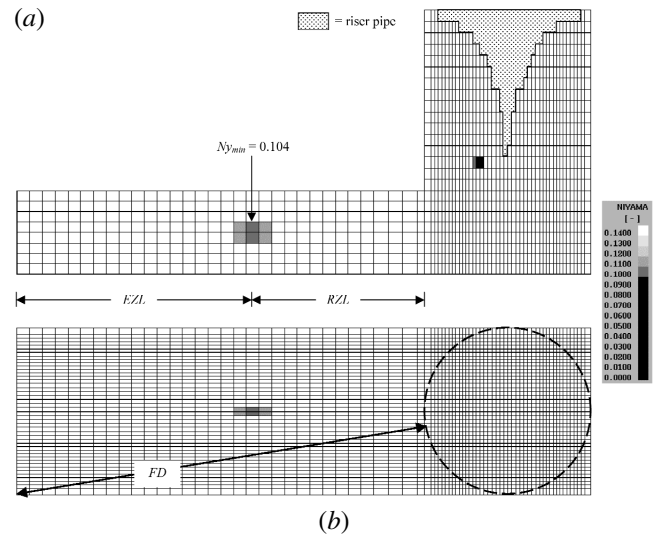 (a)
= riser pipe
Ny_min = 0.104
NIYAMA
[-]
0.1400
0.1300
0.1200
0.1100
0.1000
0.0900
0.0800
0.0700
0.0600
0.0500
0.0400
0.0300
0.0200
0.0100
0.0000
EZL
RZL
FD
(b)